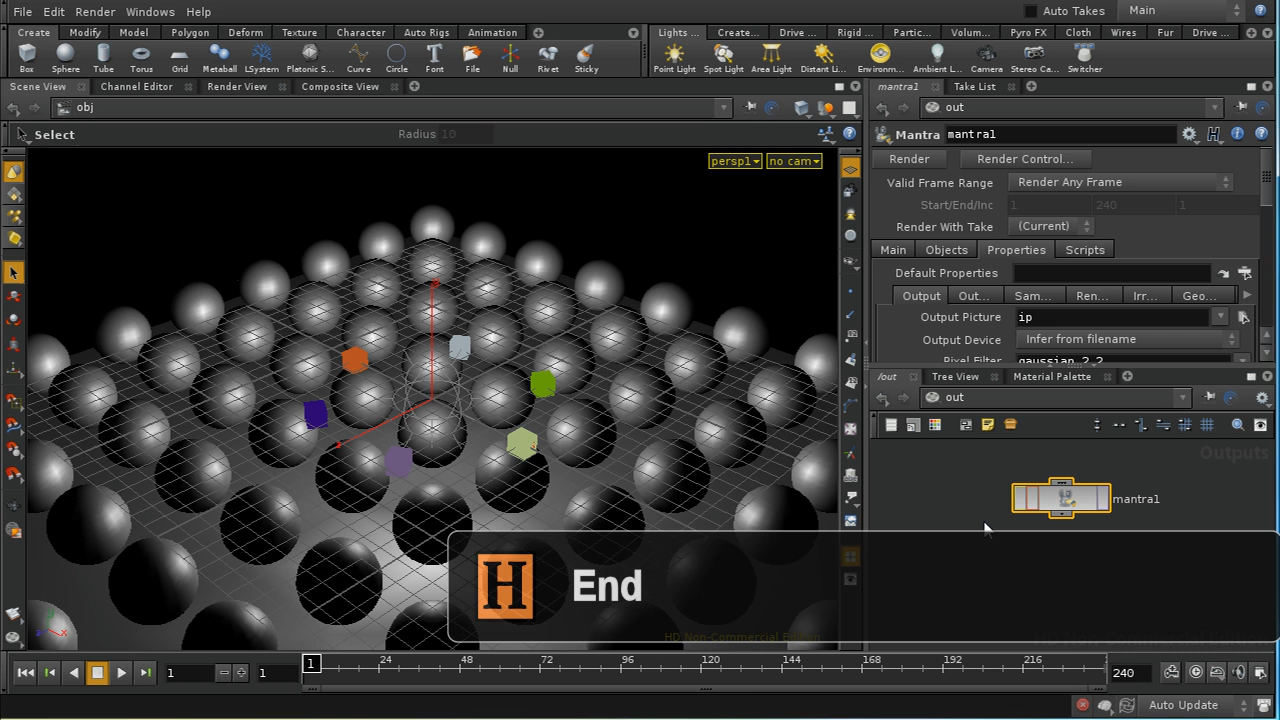 File Edit Render Windows Help Auto Takes Main
Create Modify Model Polygon Deform Texture Character Auto Rigs Animation Lights ... Create... Drive ... Rigid ... Partic... Volum... Pyro FX Cloth Wires Fur Drive ...
Box Sphere Tube Torus Grid Metaball LSystem Platonic S... Curve Circle Font File Null Rivet Sticky Point Light Spot Light Area Light Distant Li... Environm... Ambient L... Camera Stereo Ca... Switcher
Scene View Channel Editor Render View Composite View mantra1 Take List
obj out
Select Radius 10 Mantra mantra1
persp1 no cam
Render Render Control...
Valid Frame Range Render Any Frame
Start/End/Inc 1 240 1
Render With Take (Current)
Main Objects Properties Scripts
Default Properties
Output Out... Sam... Ren... Irr... Geo...
Output Picture ip
Output Device Infer from filename
Pixel Filter gaussian 2 2
/out Tree View Material Palette
out
Outputs
mantra1
H End
HD Non-Commercial Edition
1 1 1 24 48 72 96 120 144 168 192 216 240
Auto Update